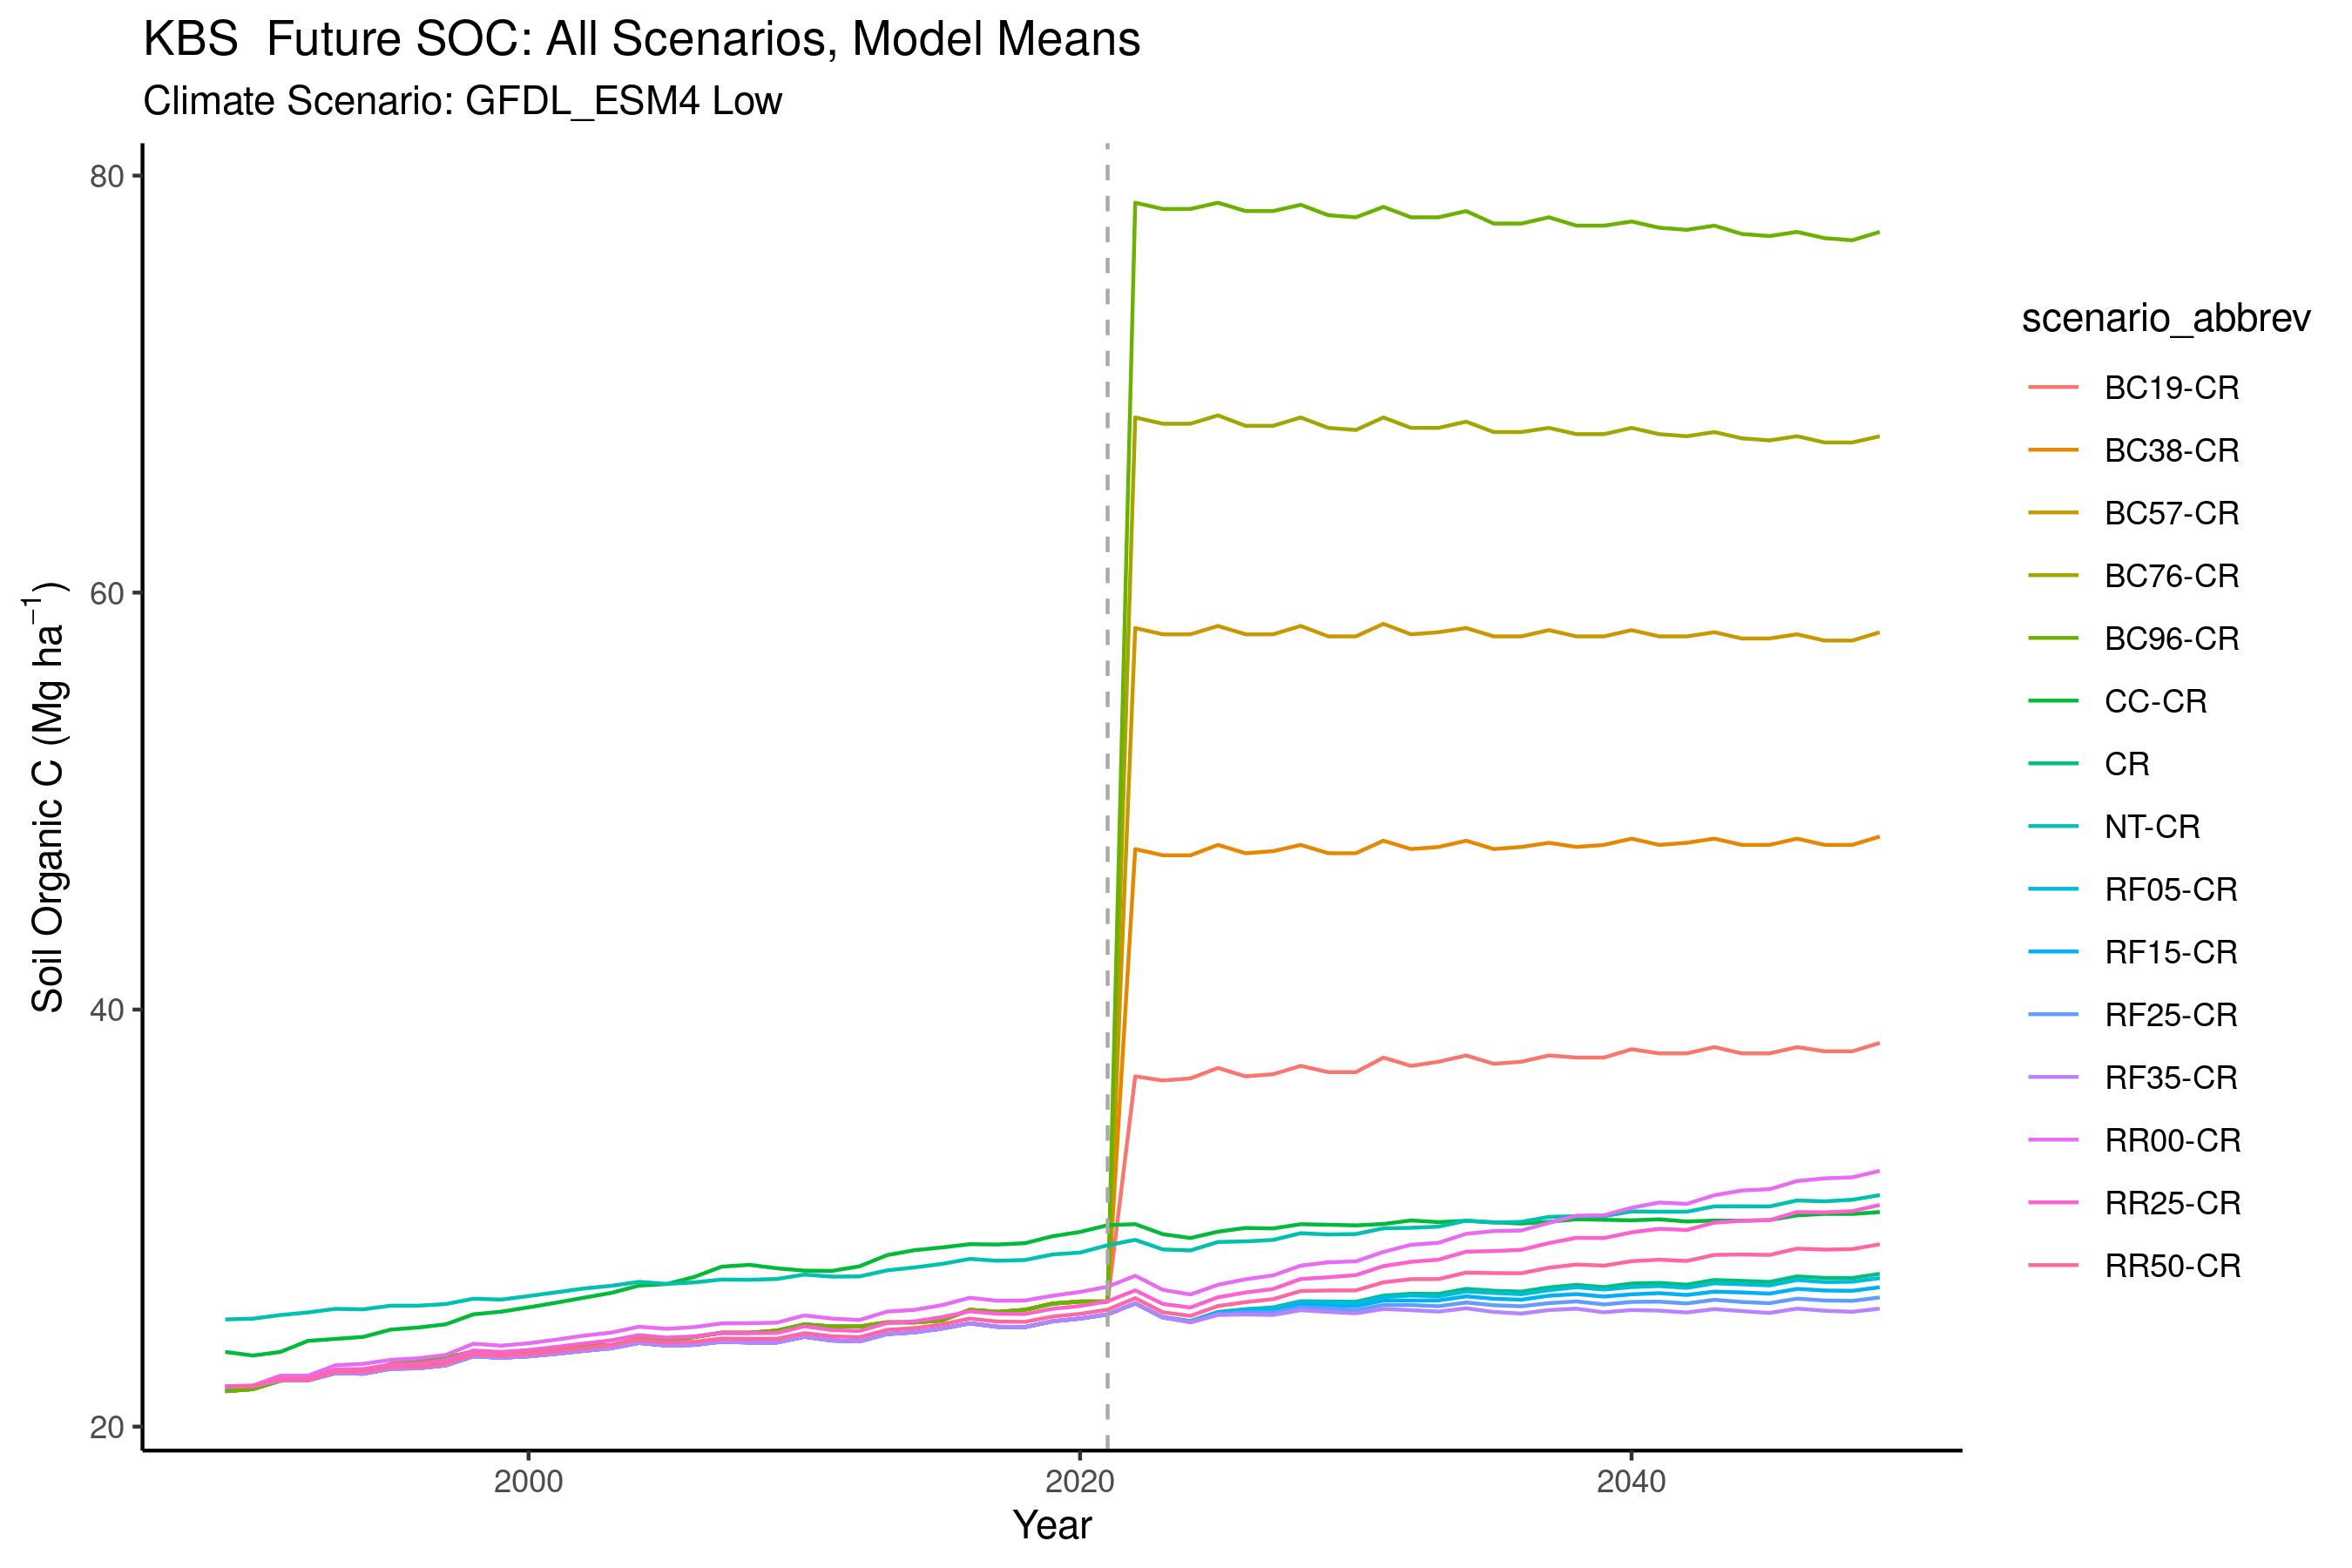 KBS  Future SOC: All Scenarios, Model Means
Climate Scenario: GFDL_ESM4 Low
80
60
40
20
Soil Organic C (Mg ha⁻¹)
2000
2020
2040
Year
scenario_abbrev
BC19-CR
BC38-CR
BC57-CR
BC76-CR
BC96-CR
CC-CR
CR
NT-CR
RF05-CR
RF15-CR
RF25-CR
RF35-CR
RR00-CR
RR25-CR
RR50-CR